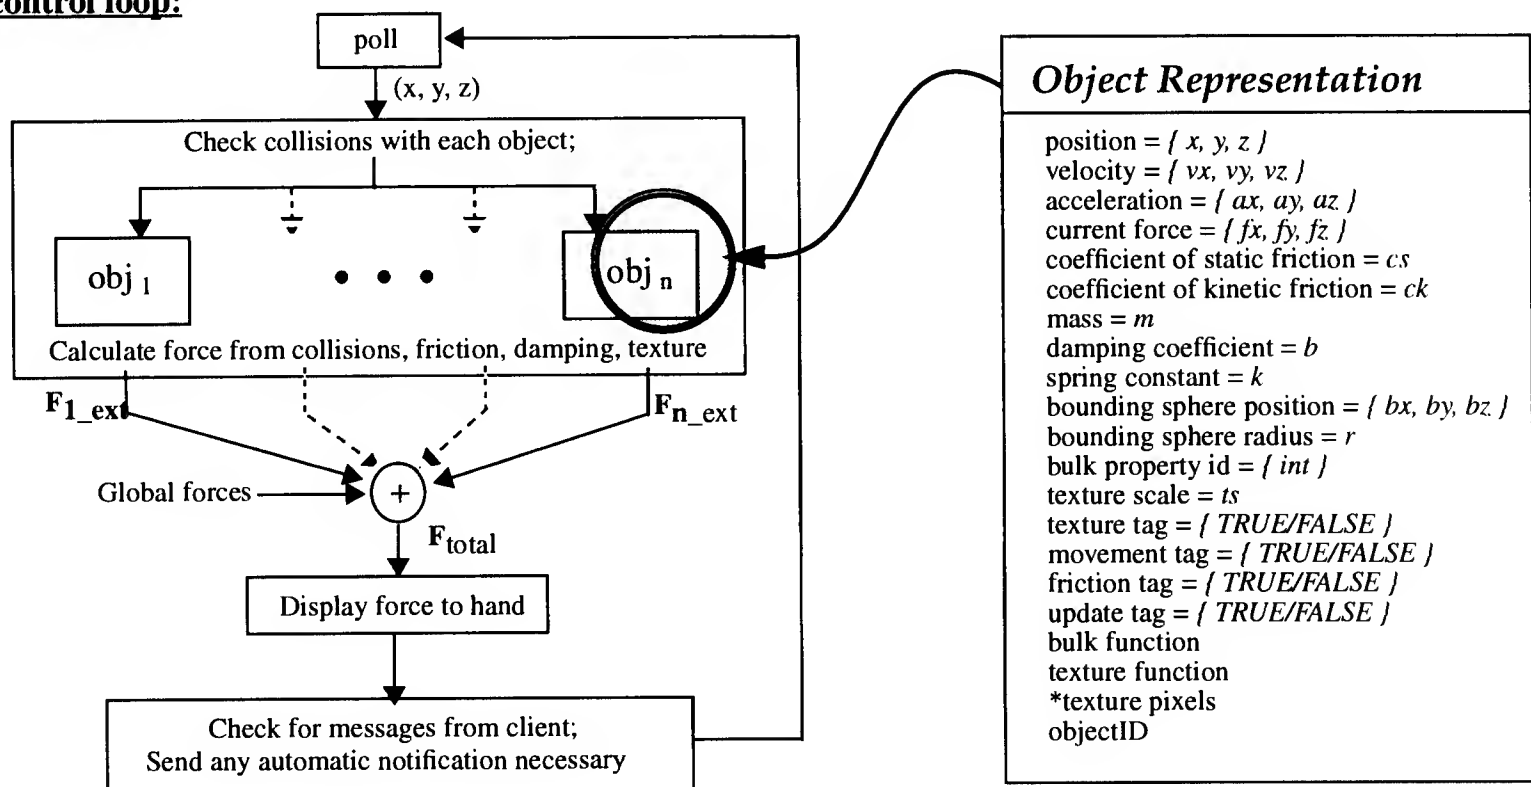 control loop:
poll
(x, y, z)
Check collisions with each object;
obj 1
• • •
obj n
Calculate force from collisions, friction, damping, texture
F1_ext
Fn_ext
Global forces
+
Ftotal
Display force to hand
Check for messages from client;
Send any automatic notification necessary
Object Representation
position = { x, y, z }
velocity = { vx, vy, vz }
acceleration = { ax, ay, az }
current force = { fx, fy, fz }
coefficient of static friction = cs
coefficient of kinetic friction = ck
mass = m
damping coefficient = b
spring constant = k
bounding sphere position = { bx, by, bz }
bounding sphere radius = r
bulk property id = { int }
texture scale = ts
texture tag = { TRUE/FALSE }
movement tag = { TRUE/FALSE }
friction tag = { TRUE/FALSE }
update tag = { TRUE/FALSE }
bulk function
texture function
*texture pixels
objectID